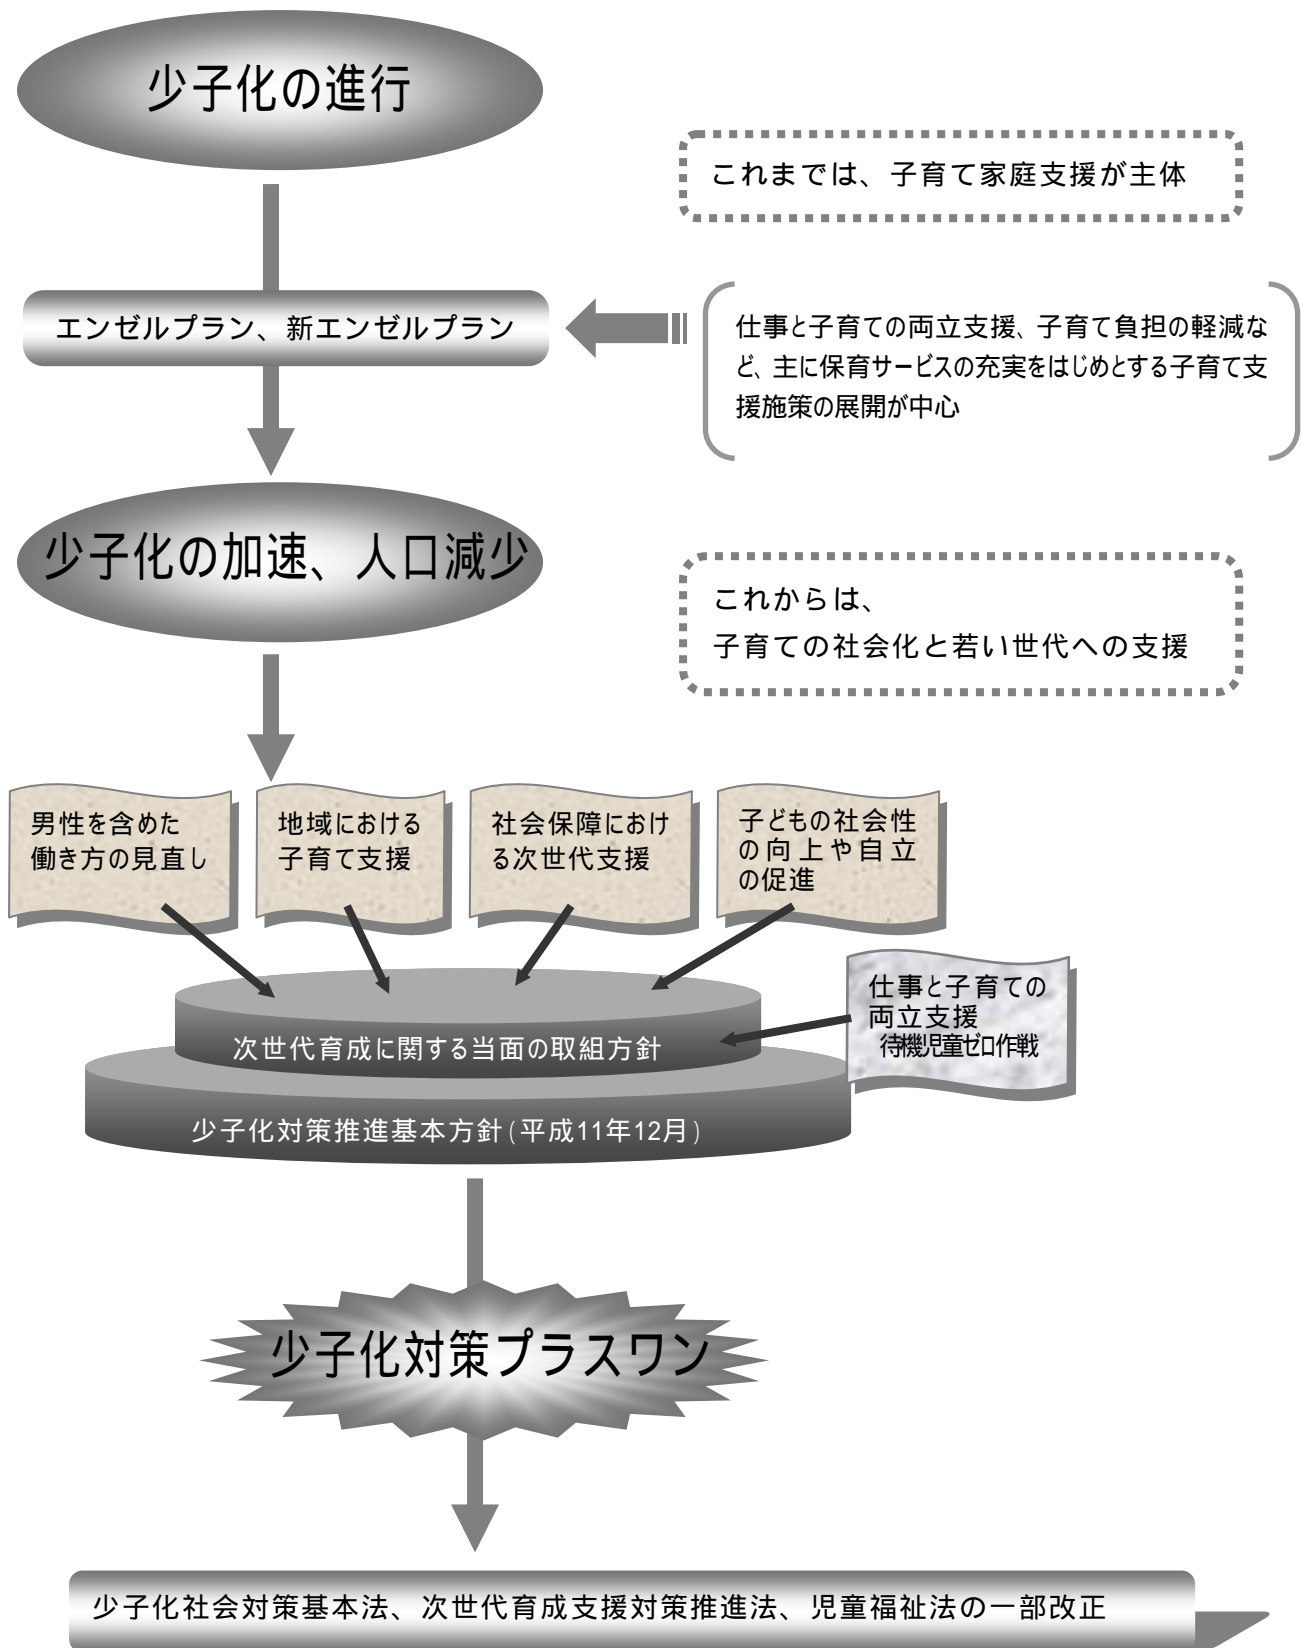 少子化の進行
これまでは、子育て家庭支援が主体
エンゼルプラン、新エンゼルプラン
仕事と子育ての両立支援、子育て負担の軽減な
ど、主に保育サービスの充実をはじめとする子育て支
援施策の展開が中心
少子化の加速、人口減少
これからは、
子育ての社会化と若い世代への支援
男性を含めた
働き方の見直し
地域における
子育て支援
社会保障におけ
る次世代支援
子どもの社会性
の向上や自立
の促進
仕事と子育ての
両立支援
待機児童ゼロ作戦
次世代育成に関する当面の取組方針
少子化対策推進基本方針(平成11年12月)
少子化対策プラスワン
少子化社会対策基本法、次世代育成支援対策推進法、児童福祉法の一部改正